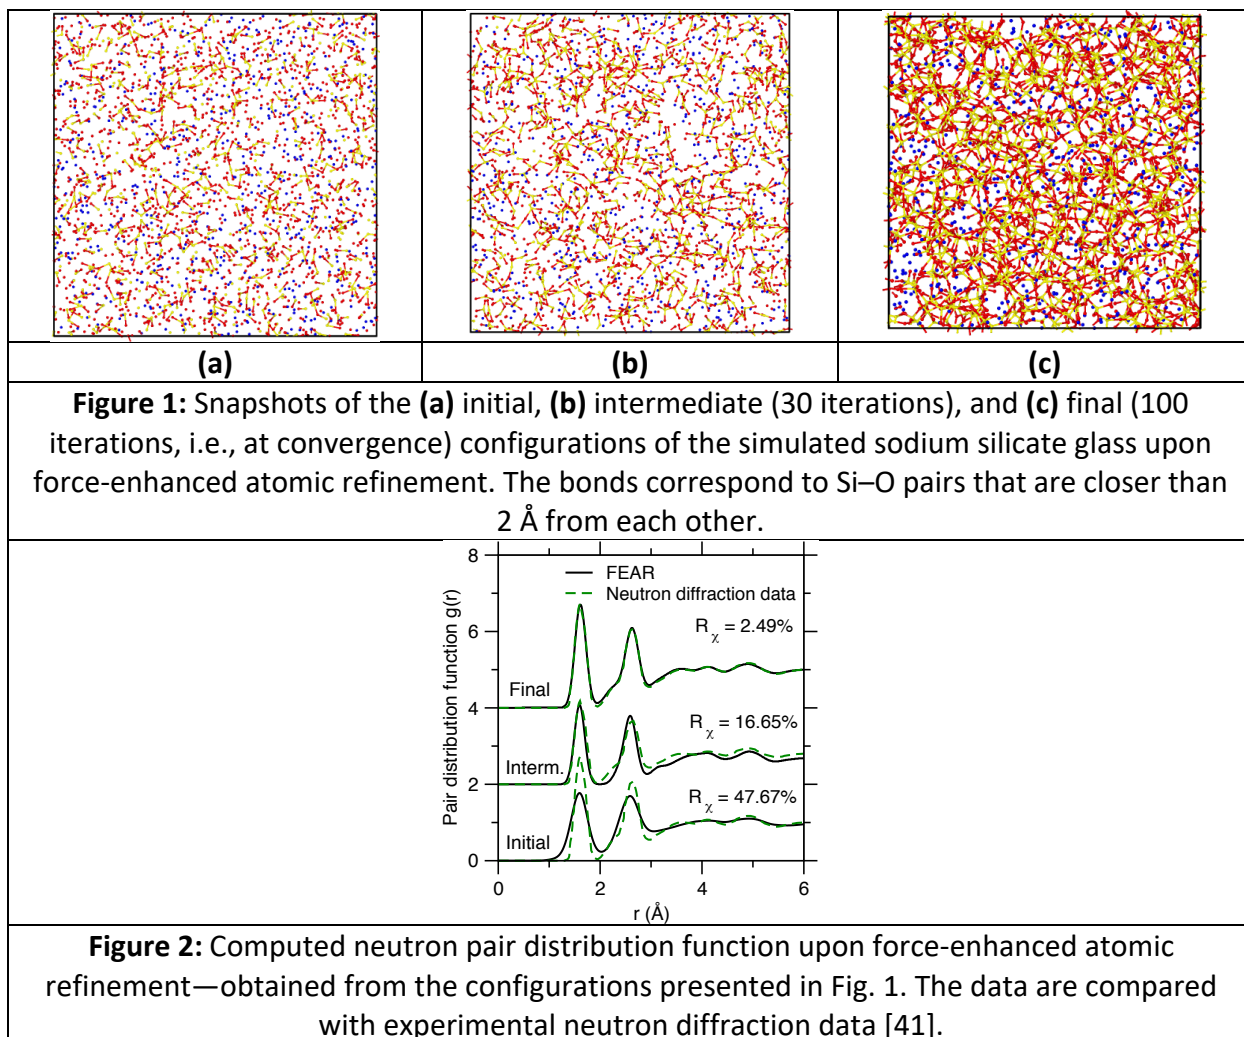 (a) (b) (c)
Figure 1: Snapshots of the (a) initial, (b) intermediate (30 iterations), and (c) final (100
iterations, i.e., at convergence) configurations of the simulated sodium silicate glass upon
force-enhanced atomic refinement. The bonds correspond to Si–O pairs that are closer than
2 Å from each other.
8
FEAR
Neutron diffraction data
6
Rχ = 2.49%
Final
4
Rχ = 16.65%
Interm.
2
Rχ = 47.67%
Initial
0
Pair distribution function g(r)
0 2 4 6
r (Å)
Figure 2: Computed neutron pair distribution function upon force-enhanced atomic
refinement—obtained from the configurations presented in Fig. 1. The data are compared
with experimental neutron diffraction data [41].